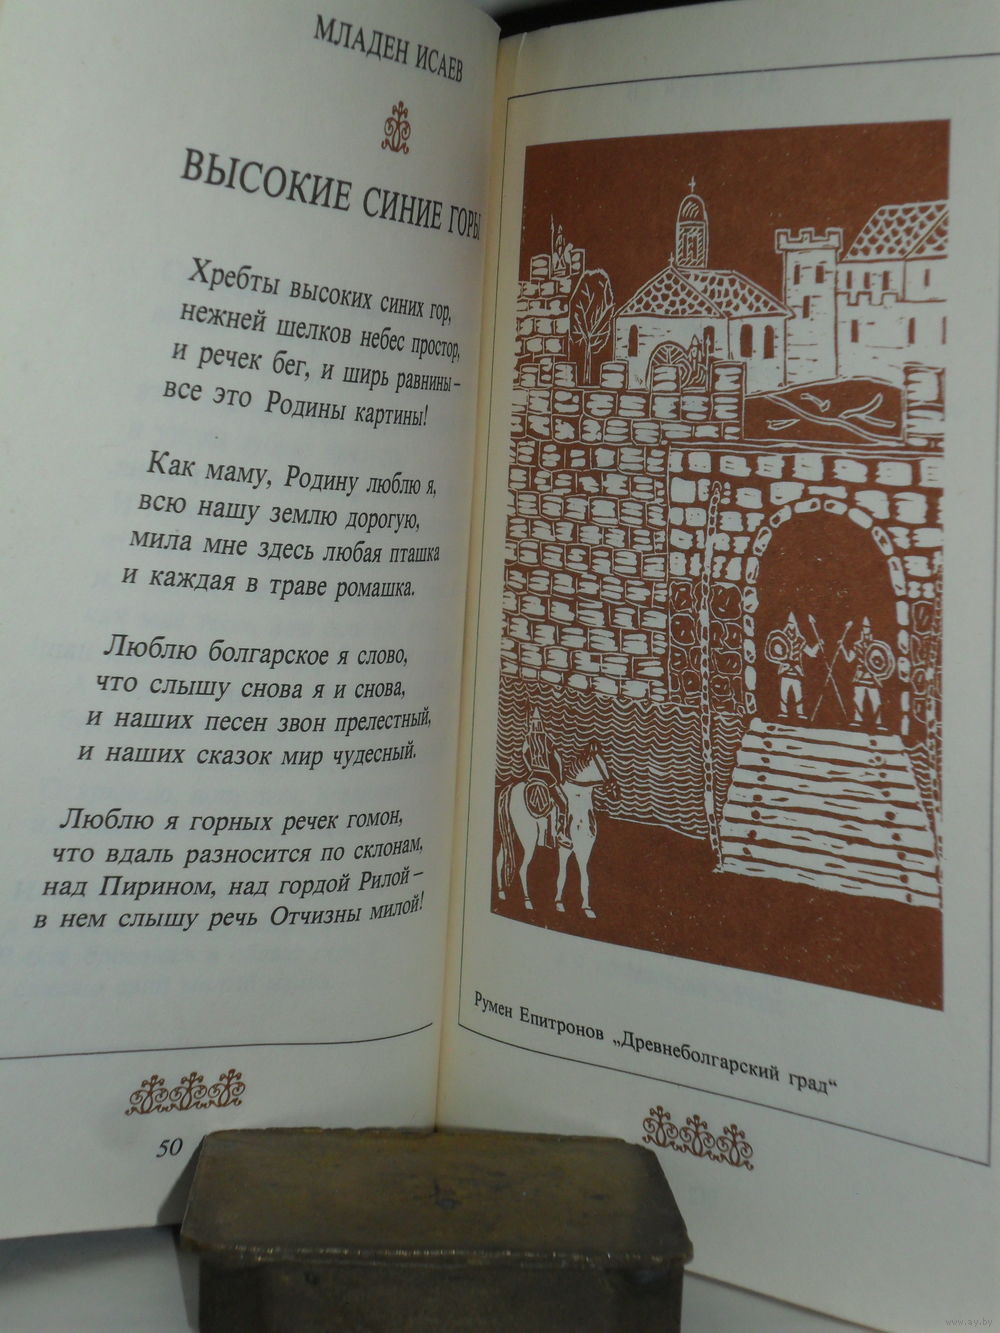 МЛАДЕН ИСАЕВ
ВЫСОКИЕ СИНИЕ ГОРЫ
Хребты высоких синих гор,
нежней шелков небес простор,
и речек бег, и ширь равнины–
все это Родины картины!
Как маму, Родину люблю я,
всю нашу землю дорогую,
мила мне здесь любая пташка
и каждая в траве ромашка.
Люблю болгарское я слово,
что слышу снова я и снова,
и наших песен звон прелестный,
и наших сказок мир чудесный.
Люблю я горных речек гомон,
что вдаль разносится по склонам,
над Пирином, над гордой Рилой–
в нем слышу речь Отчизны милой!
50
Румен Епитронов „Древнеболгарский град“
www.ay.by